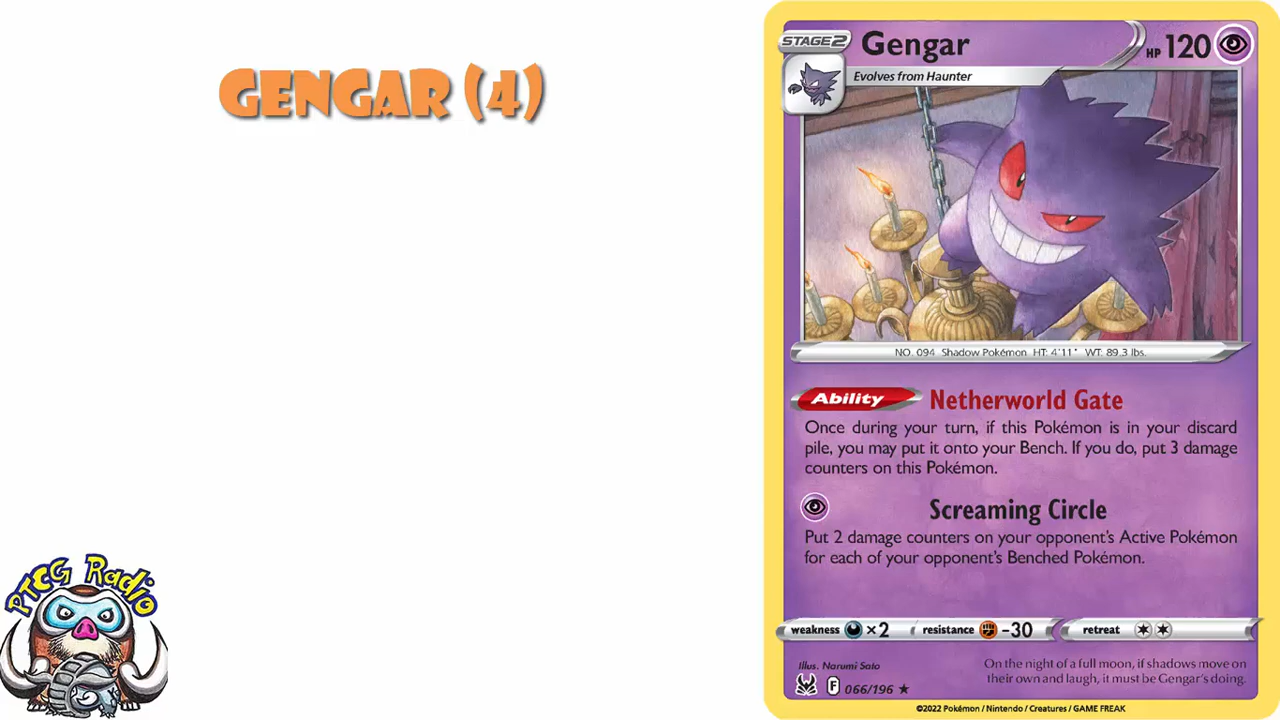 GENGAR (4)
STAGE2
Gengar
HP 120
Evolves from Haunter
NO. 094 Shadow Pokémon HT: 4'11" WT: 89.3 lbs.
Ability Netherworld Gate
Once during your turn, if this Pokémon is in your discard
pile, you may put it onto your Bench. If you do, put 3 damage
counters on this Pokémon.
Screaming Circle
Put 2 damage counters on your opponent's Active Pokémon
for each of your opponent's Benched Pokémon.
weakness ×2 resistance -30 retreat
Illus. Narumi Sato
On the night of a full moon, if shadows move on
their own and laugh, it must be Gengar's doing.
F 066/196 ★
©2022 Pokémon / Nintendo / Creatures / GAME FREAK
PTCG Radio